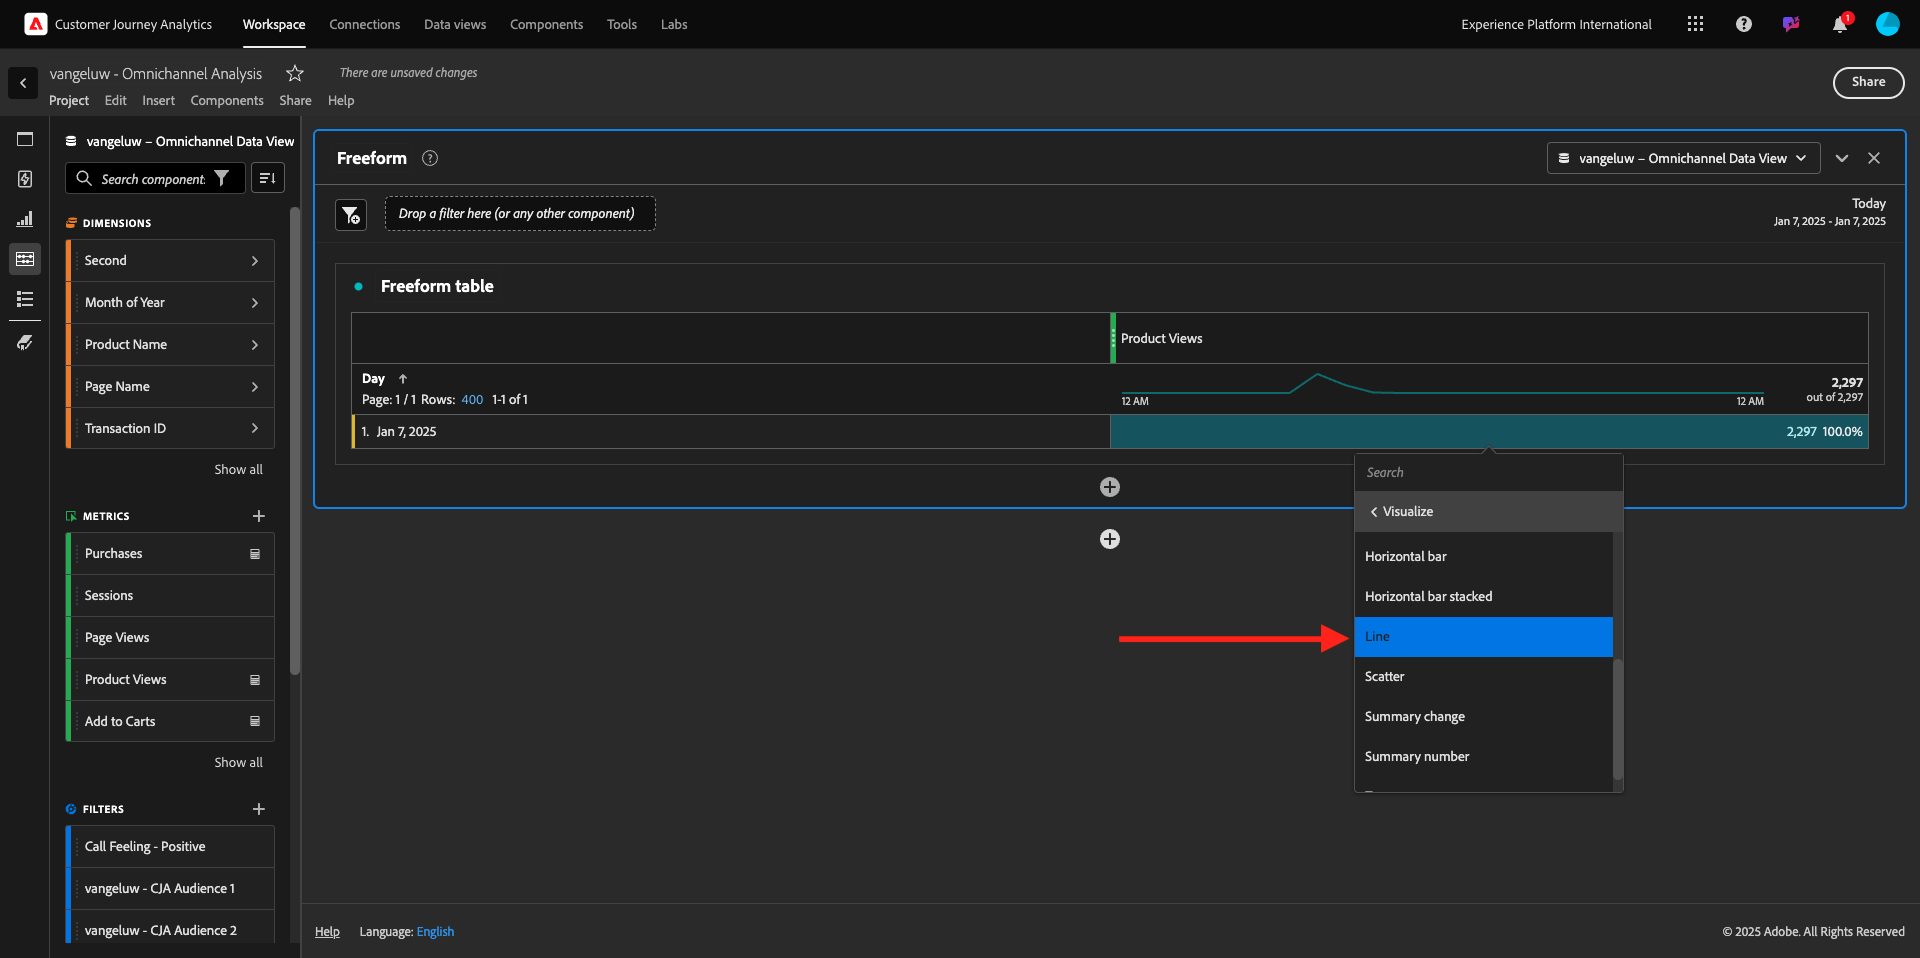 Customer Journey Analytics Workspace Connections Data views Components Tools Labs Experience Platform International 1
vangeluw - Omnichannel Analysis There are unsaved changes
Project Edit Insert Components Share Help
Share
vangeluw – Omnichannel Data View
Search component:
DIMENSIONS
Second
Month of Year
Product Name
Page Name
Transaction ID
Show all
METRICS
Purchases
Sessions
Page Views
Product Views
Add to Carts
Show all
FILTERS
Call Feeling - Positive
vangeluw - CJA Audience 1
vangeluw - CJA Audience 2
Freeform
vangeluw – Omnichannel Data View
Drop a filter here (or any other component)
Today
Jan 7, 2025 - Jan 7, 2025
Freeform table
Product Views
Day
Page: 1 / 1 Rows: 400 1-1 of 1
12 AM 12 AM
2,297
out of 2,297
1. Jan 7, 2025 2,297 100.0%
Search
Visualize
Horizontal bar
Horizontal bar stacked
Line
Scatter
Summary change
Summary number
Help Language: English © 2025 Adobe. All Rights Reserved